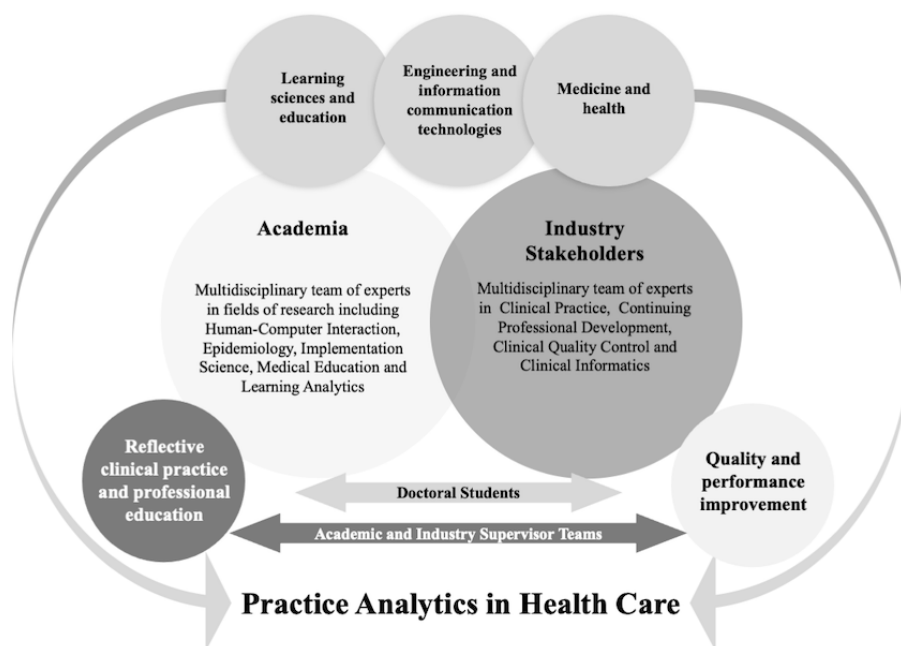 Learning
sciences and
education
Engineering and
information
communication
technologies
Medicine and
health
Academia
Multidisciplinary team of experts
in fields of research including
Human-Computer Interaction,
Epidemiology, Implementation
Science, Medical Education and
Learning Analytics
Industry
Stakeholders
Multidisciplinary team of experts
in Clinical Practice, Continuing
Professional Development,
Clinical Quality Control and
Clinical Informatics
Reflective
clinical practice
and professional
education
Quality and
performance
improvement
Doctoral Students
Academic and Industry Supervisor Teams
Practice Analytics in Health Care